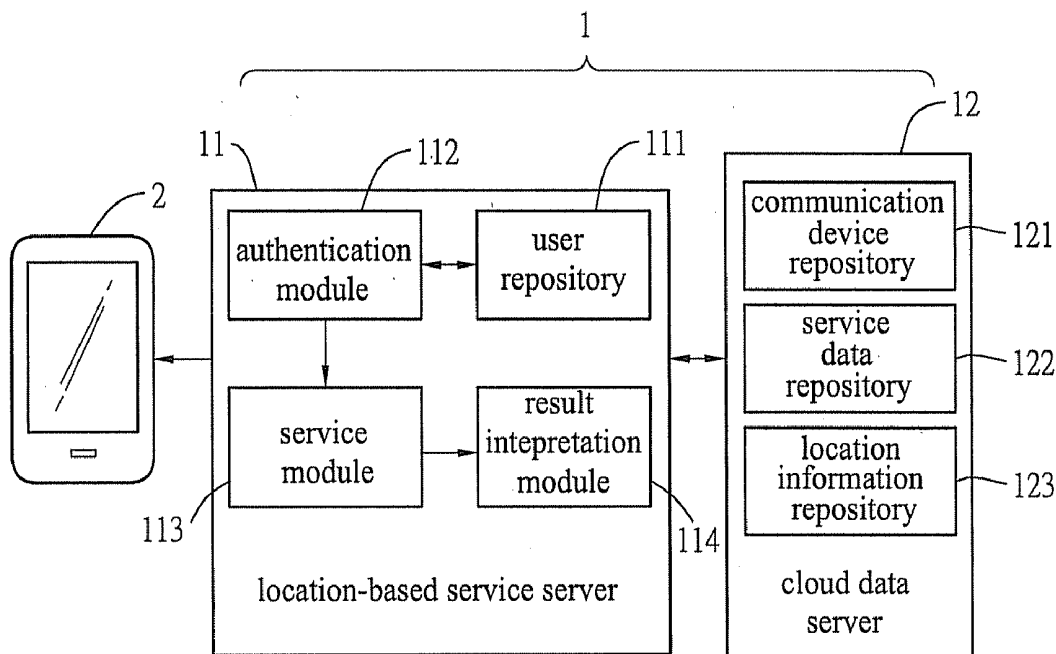 1
12
11
112
111
2
authentication
module
user
repository
communication
device
repository
121
service
data
repository
122
service
module
result
intepretation
module
location
information
repository
123
113
114
location-based service server
cloud data
server